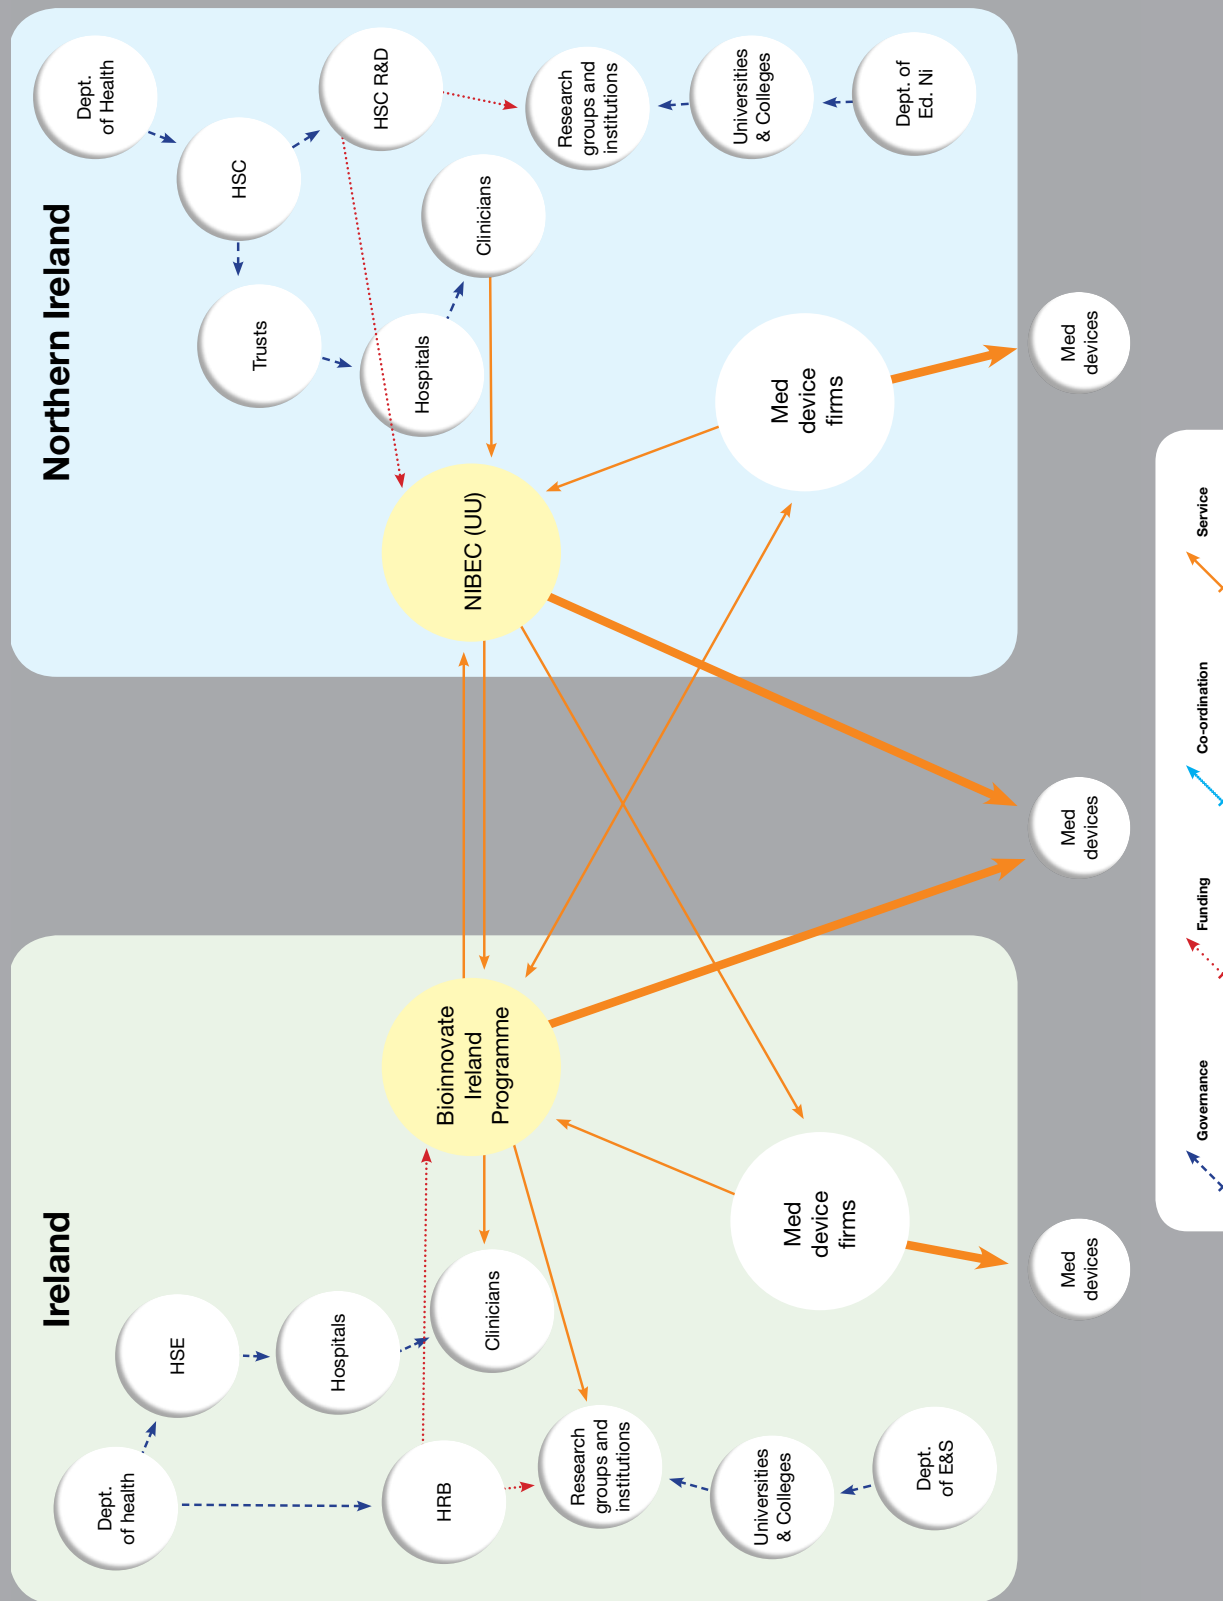 Ireland
Northern Ireland
Dept.
of health
HSE
Hospitals
Clinicians
HRB
Research
groups and
institutions
Universities
& Colleges
Dept.
of E&S
Bioinnovate
Ireland
Programme
Med
device
firms
Med
devices
Dept.
of Health
HSC
HSC R&D
Trusts
Hospitals
Clinicians
Research
groups and
institutions
Universities
& Colleges
Dept. of
Ed. Ni
NIBEC (UU)
Med
device
firms
Med
devices
Med
devices
Governance
Funding
Co-ordination
Service